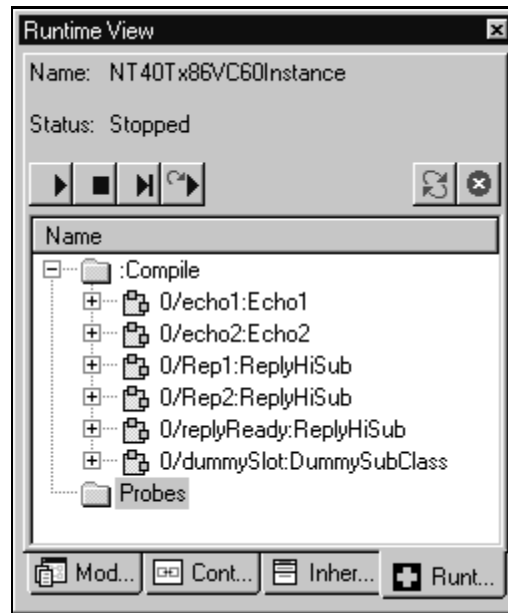 Runtime View
Name: NT40Tx86VC60Instance
Status: Stopped
Name
:Compile
0/echo1:Echo1
0/echo2:Echo2
0/Rep1:ReplyHiSub
0/Rep2:ReplyHiSub
0/replyReady:ReplyHiSub
0/dummySlot:DummySubClass
Probes
Mod... Cont... Inher... Runt...